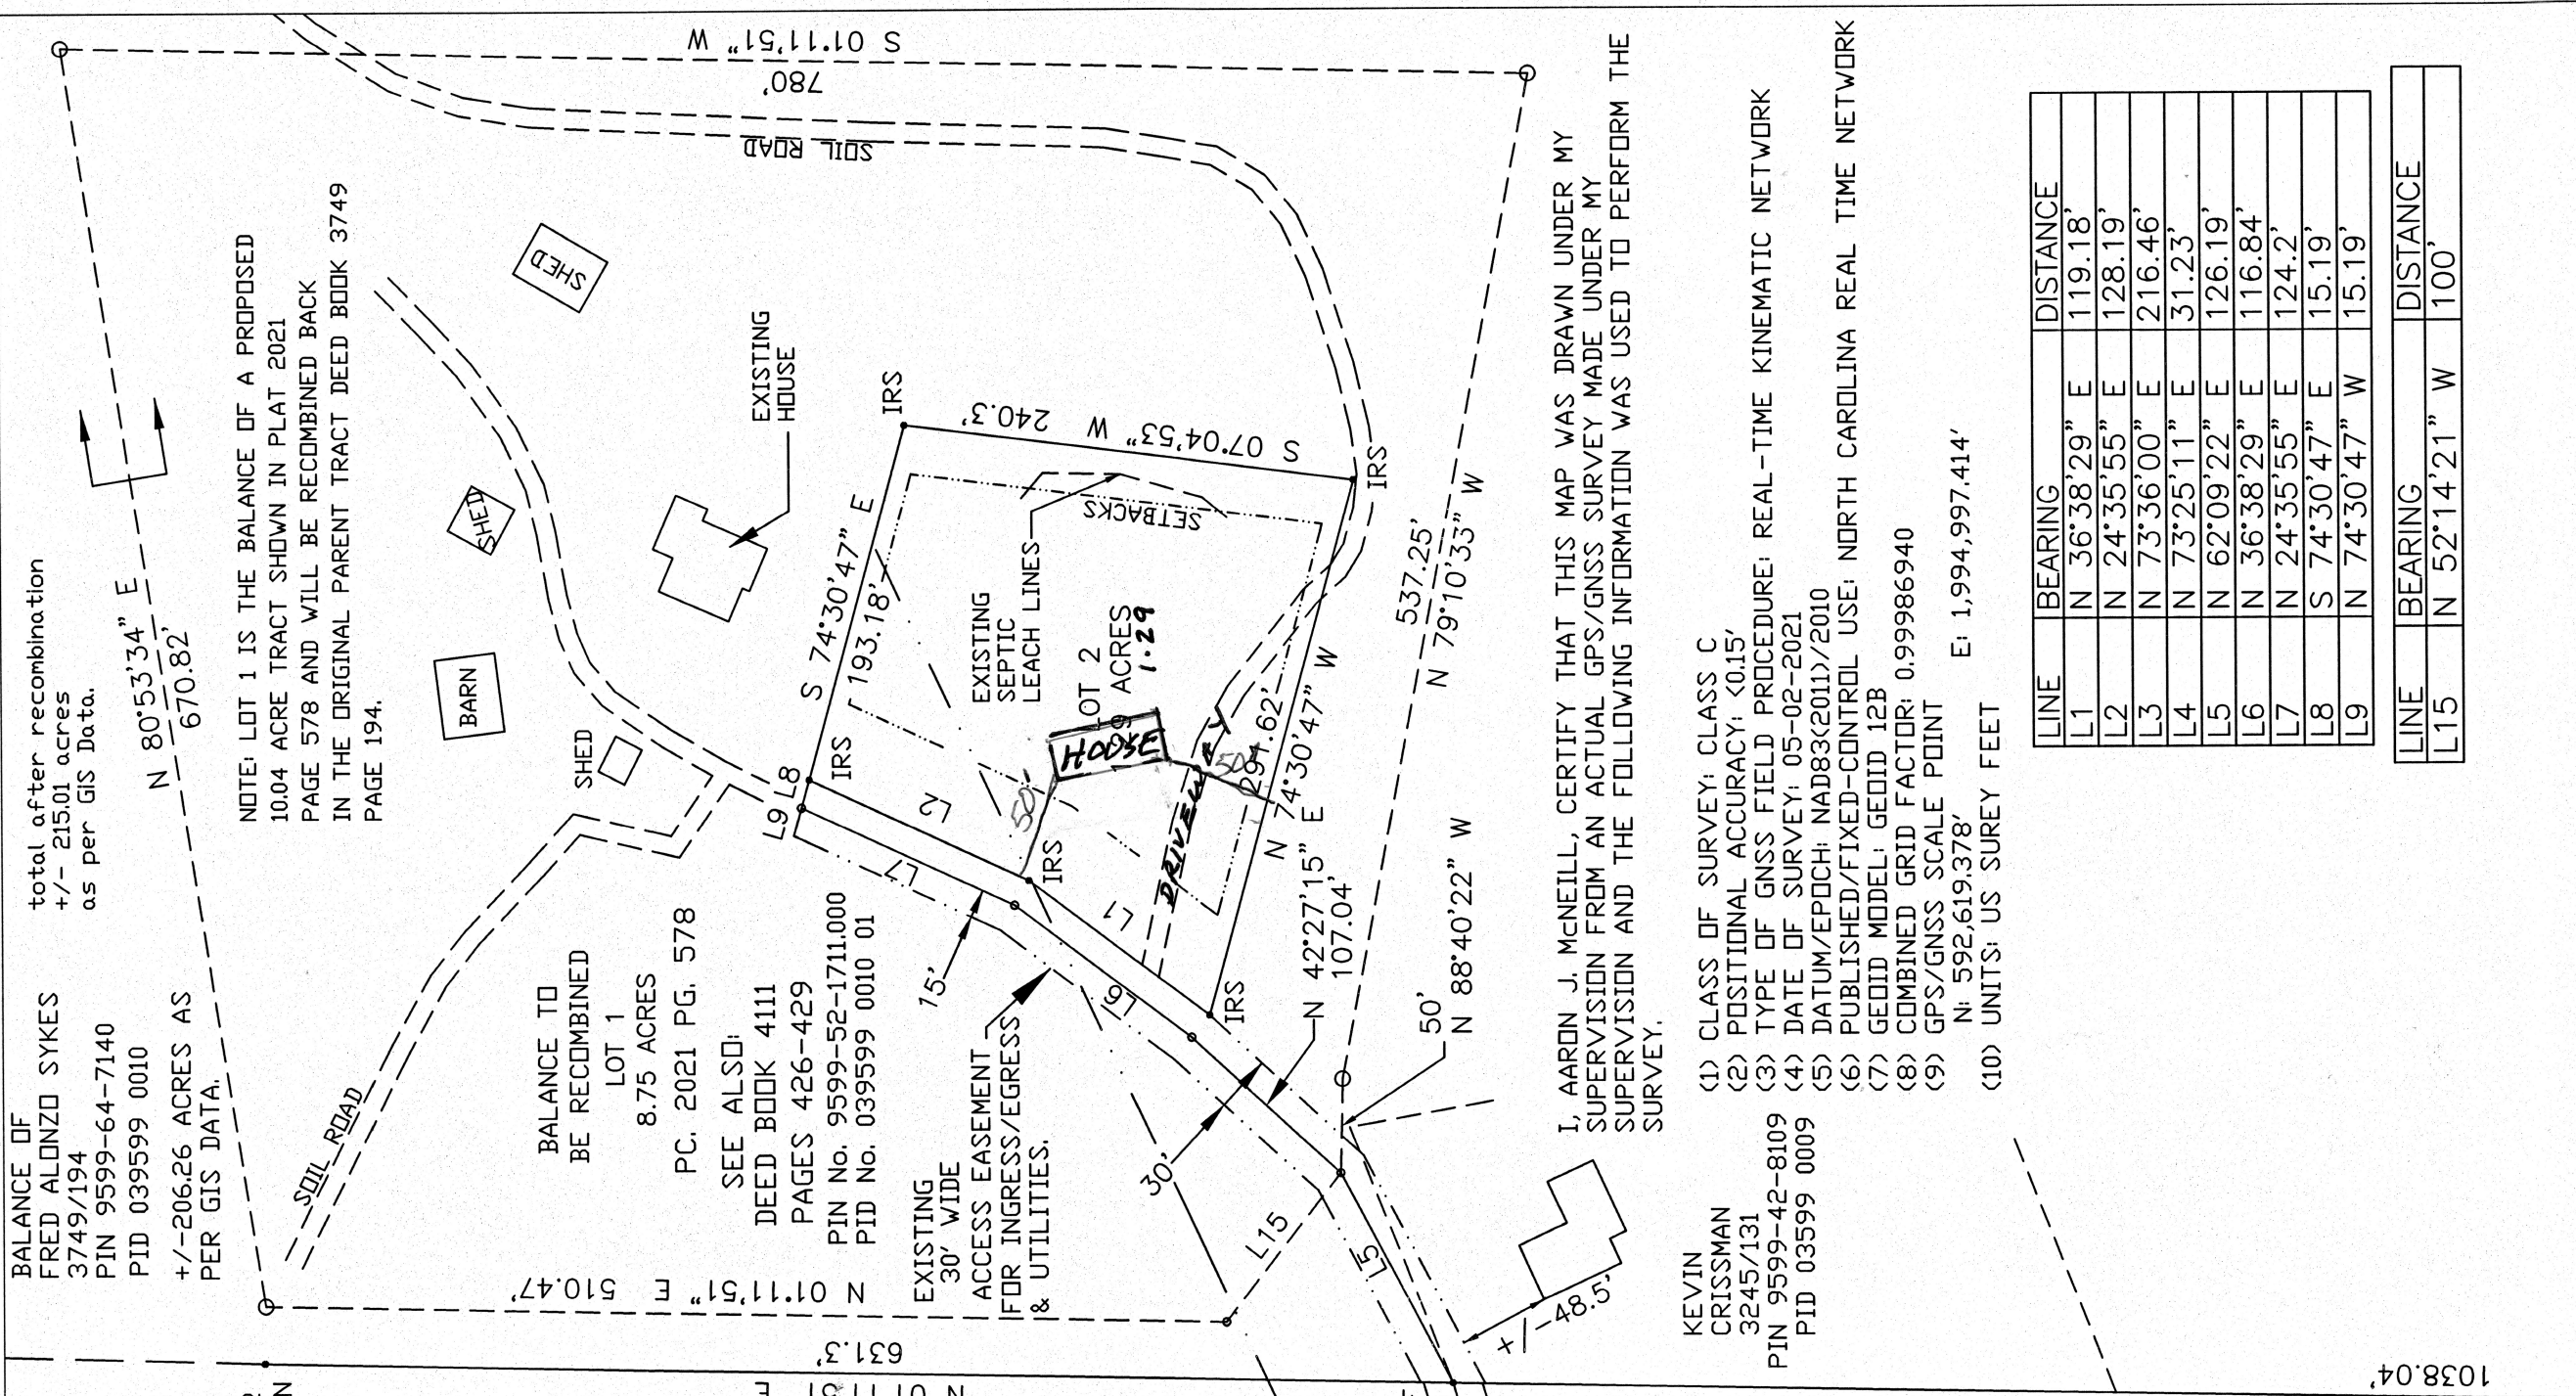 BALANCE OF
FRED ALONZO SYKES
3749/194
PIN 9599-64-7140
PID 039599 0010
+/-206.26 ACRES AS
PER GIS DATA.
total after recombination
+/- 215.01 acres
as per GIS Data.
N 80°53'34" E
670.82'
NOTE: LOT 1 IS THE BALANCE OF A PROPOSED
10.04 ACRE TRACT SHOWN IN PLAT 2021
PAGE 578 AND WILL BE RECOMBINED BACK
IN THE ORIGINAL PARENT TRACT DEED BOOK 3749
PAGE 194.
S 01°11'51" W
780'
SOIL ROAD
SHED
SHED
BARN
SHED
EXISTING
HOUSE
SOIL ROAD
BALANCE TO
BE RECOMBINED
LOT 1
8.75 ACRES
PC. 2021 PG. 578
SEE ALSO:
DEED BOOK 4111
PAGES 426-429
PIN No. 9599-52-1711.000
PID No. 039599 0010 01
EXISTING
30' WIDE
ACCESS EASEMENT
FOR INGRESS/EGRESS
& UTILITIES.
N 01°11'51" E 510.47'
631.3'
L9 L8
IRS
S 74°30'47" E
193.18'
IRS
S 07°04'53" W 240.3'
IRS
SETBACKS
EXISTING
SEPTIC
LEACH LINES
LOT 2
ACRES
1.29
HOUSE
DRIVEWAY
50'
50'
291.62'
N 74°30'47" W
L2
L7
IRS
L1
L6
15'
IRS
30'
N 42°27'15" E
107.04'
50'
N 88°40'22" W
537.25'
N 79°10'33" W
L15
L5
+/-48.5'
KEVIN
CRISSMAN
3245/131
PIN 9599-42-8109
PID 03599 0009
I, AARON J. McNEILL, CERTIFY THAT THIS MAP WAS DRAWN UNDER MY
SUPERVISION FROM AN ACTUAL GPS/GNSS SURVEY MADE UNDER MY
SUPERVISION AND THE FOLLOWING INFORMATION WAS USED TO PERFORM THE
SURVEY.
(1) CLASS OF SURVEY: CLASS C
(2) POSITIONAL ACCURACY: <0.15'
(3) TYPE OF GNSS FIELD PROCEDURE: REAL-TIME KINEMATIC NETWORK
(4) DATE OF SURVEY: 05-02-2021
(5) DATUM/EPOCH: NAD83(2011)/2010
(6) PUBLISHED/FIXED-CONTROL USE: NORTH CAROLINA REAL TIME NETWORK
(7) GEOID MODEL: GEOID 12B
(8) COMBINED GRID FACTOR: 0.99986940
(9) GPS/GNSS SCALE POINT
N: 592,619.378' E: 1,994,997.414'
(10) UNITS: US SUREY FEET
LINE BEARING DISTANCE
L1 N 36°38'29" E 119.18'
L2 N 24°35'55" E 128.19'
L3 N 73°36'00" E 216.46'
L4 N 73°25'11" E 31.23'
L5 N 62°09'22" E 126.19'
L6 N 36°38'29" E 116.84'
L7 N 24°35'55" E 124.2'
L8 S 74°30'47" E 15.19'
L9 N 74°30'47" W 15.19'
LINE BEARING DISTANCE
L15 N 52°14'21" W 100'
1038.04'